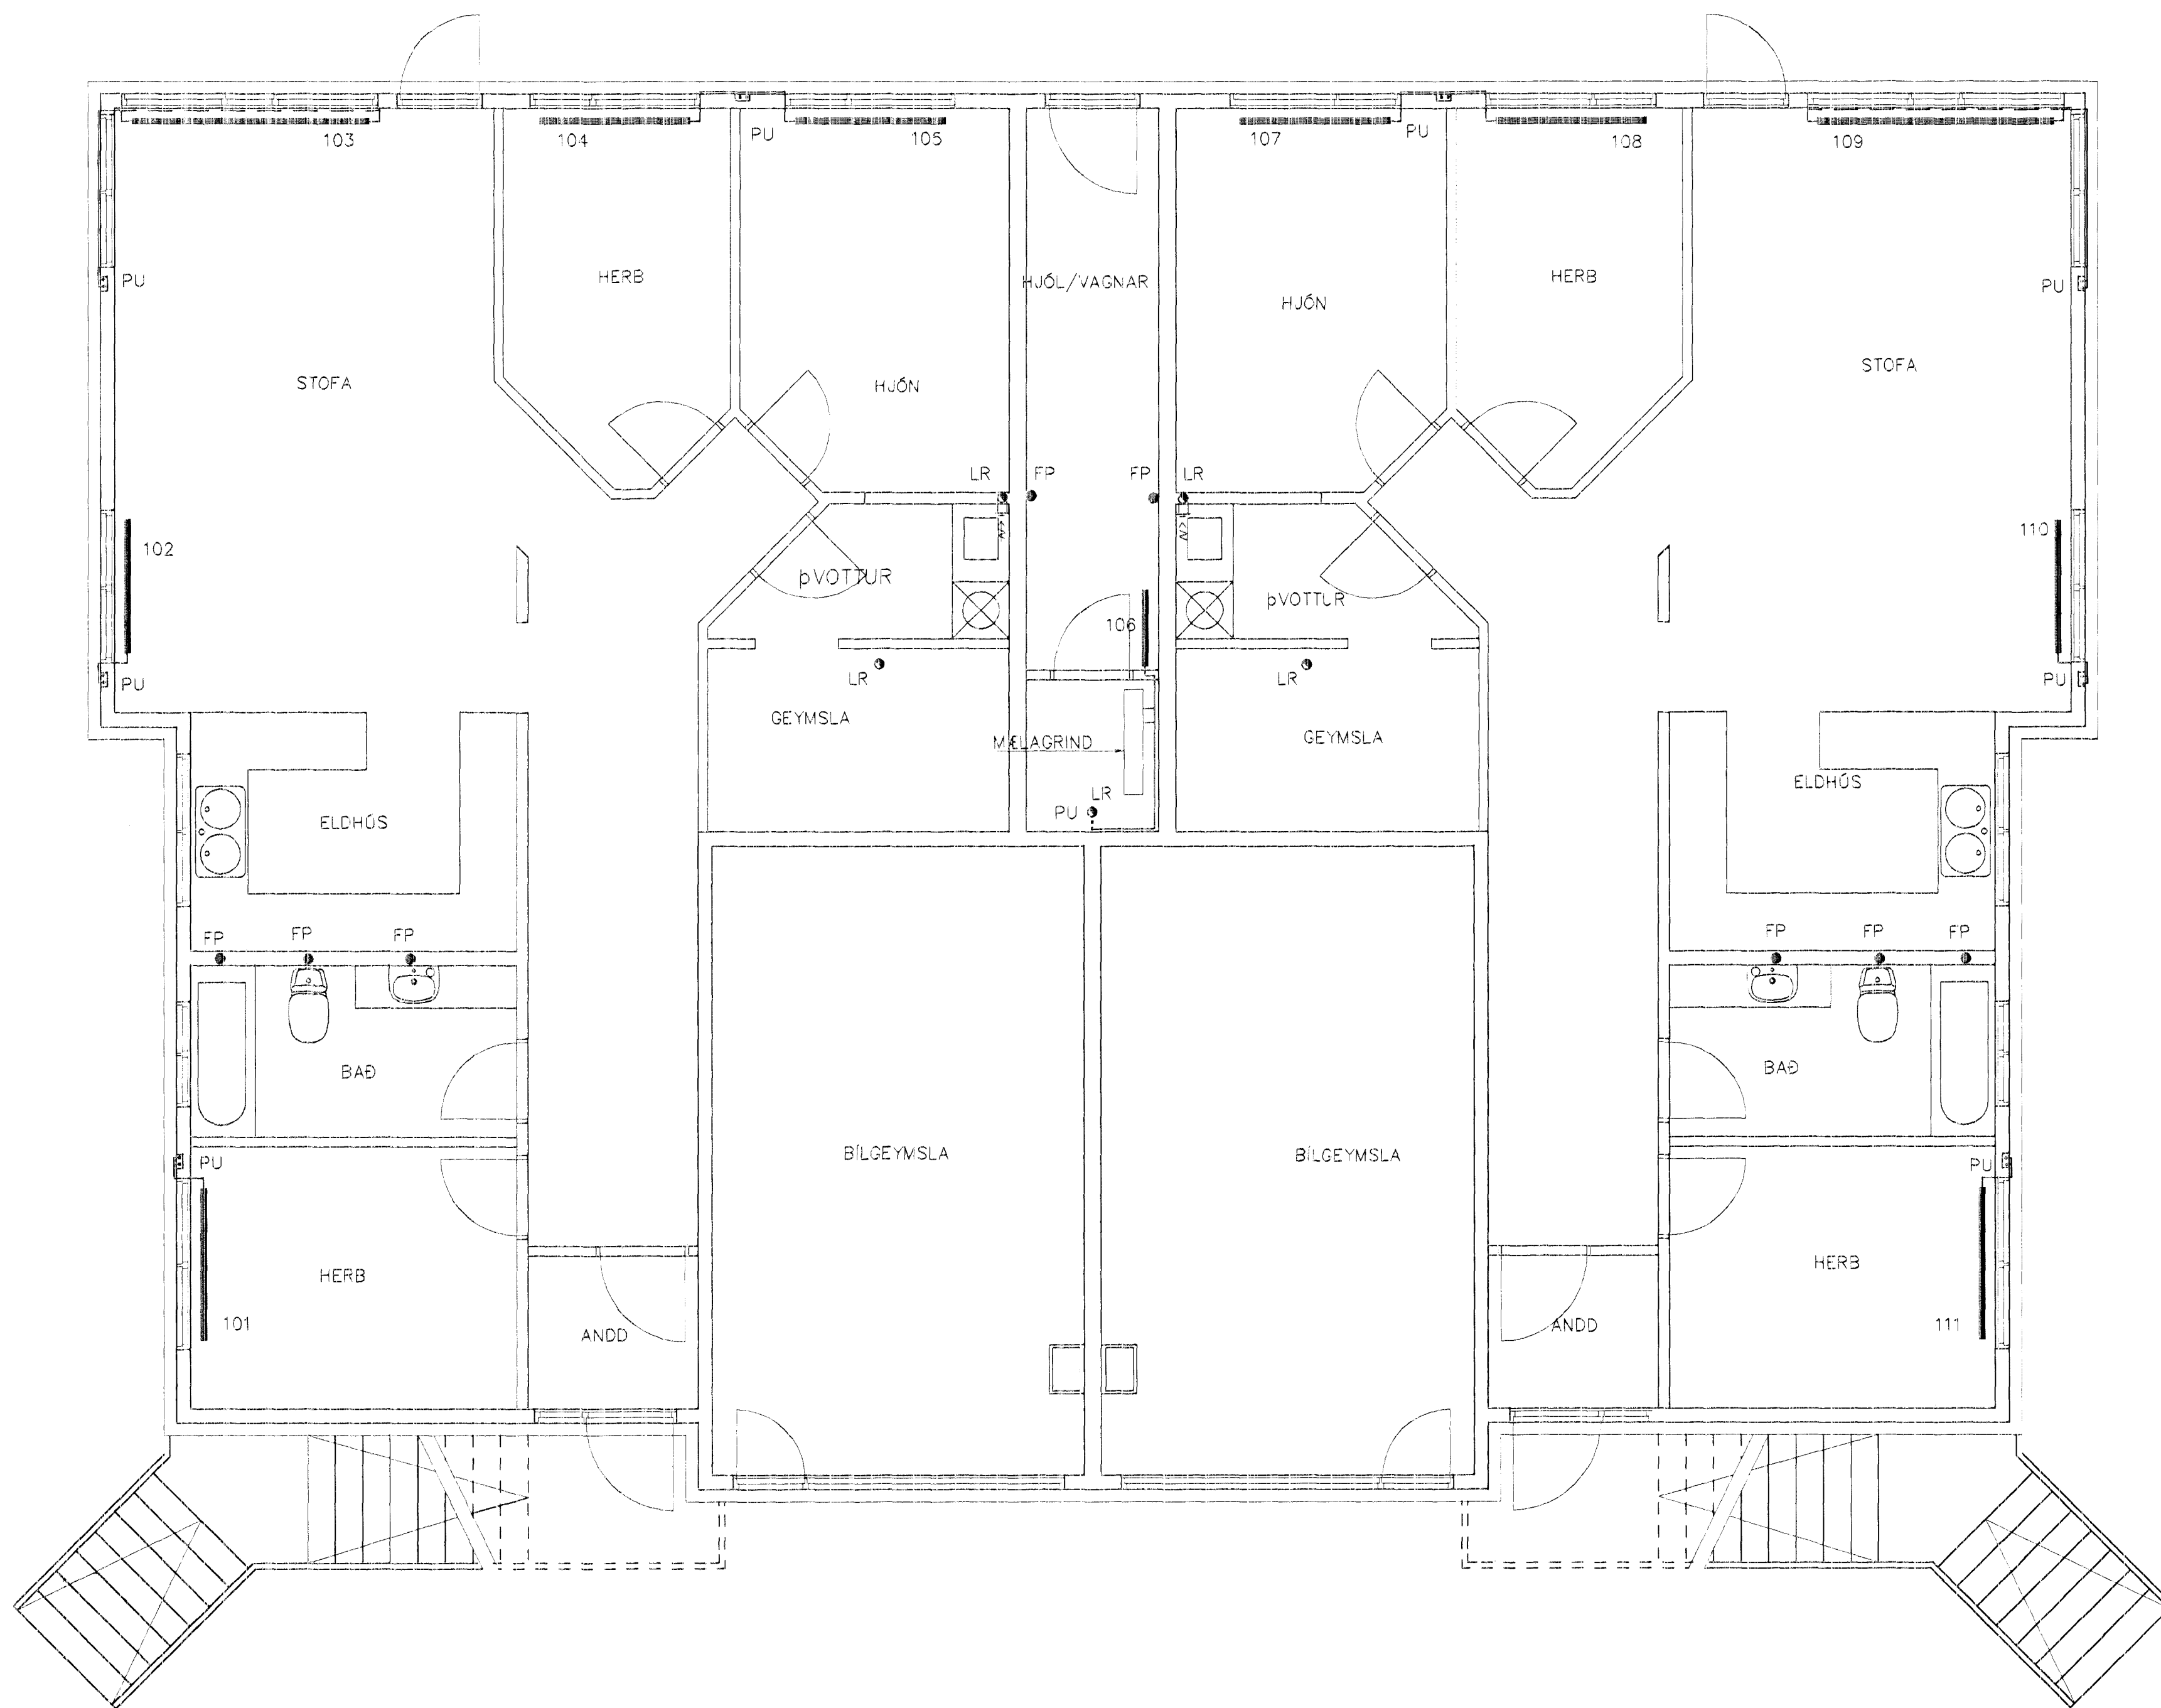 103
104
PU
105
107
PU
108
109
PU
HERB
HJÓL/VAGNAR
HJÓN
HERB
PU
STOFA
HJÓN
STOFA
LR
FP
FP
LR
102
ÞVOTTUR
106
ÞVOTTUR
110
PU
LR
LR
PU
GEYMSLA
MÆLAGRIND
GEYMSLA
ELDHÚS
PU
LR
ELDHÚS
FP
FP
FP
FP
FP
FP
BAÐ
BAÐ
PU
BÍLGEYMSLA
BÍLGEYMSLA
PU
HERB
HERB
101
ANDD
ANDD
111